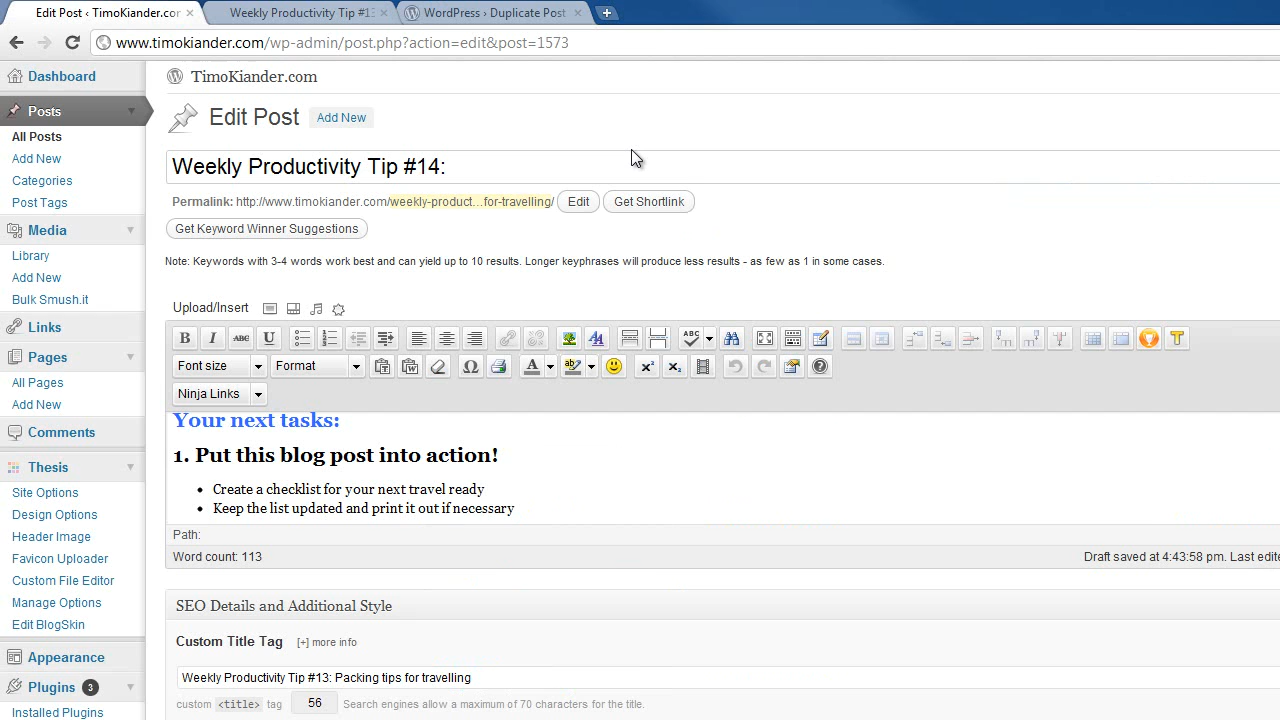 Edit Post ‹ TimoKiander.cor
Weekly Productivity Tip #13
WordPress › Duplicate Post
www.timokiander.com/wp-admin/post.php?action=edit&post=1573
Dashboard
Posts
All Posts
Add New
Categories
Post Tags
Media
Library
Add New
Bulk Smush.it
Links
Pages
All Pages
Add New
Comments
Thesis
Site Options
Design Options
Header Image
Favicon Uploader
Custom File Editor
Manage Options
Edit BlogSkin
Appearance
Plugins 3
Installed Plugins
TimoKiander.com
Edit Post Add New
Weekly Productivity Tip #14:
Permalink: http://www.timokiander.com/weekly-product...for-travelling/ Edit Get Shortlink
Get Keyword Winner Suggestions
Note: Keywords with 3-4 words work best and can yield up to 10 results. Longer keyphrases will produce less results - as few as 1 in some cases.
Upload/Insert
B I ABC U ABC T
Font size Format A ab
Ninja Links
Your next tasks:
1. Put this blog post into action!
• Create a checklist for your next travel ready
• Keep the list updated and print it out if necessary
Path:
Word count: 113 Draft saved at 4:43:58 pm. Last edite
SEO Details and Additional Style
Custom Title Tag [+] more info
Weekly Productivity Tip #13: Packing tips for travelling
custom <title> tag 56 Search engines allow a maximum of 70 characters for the title.